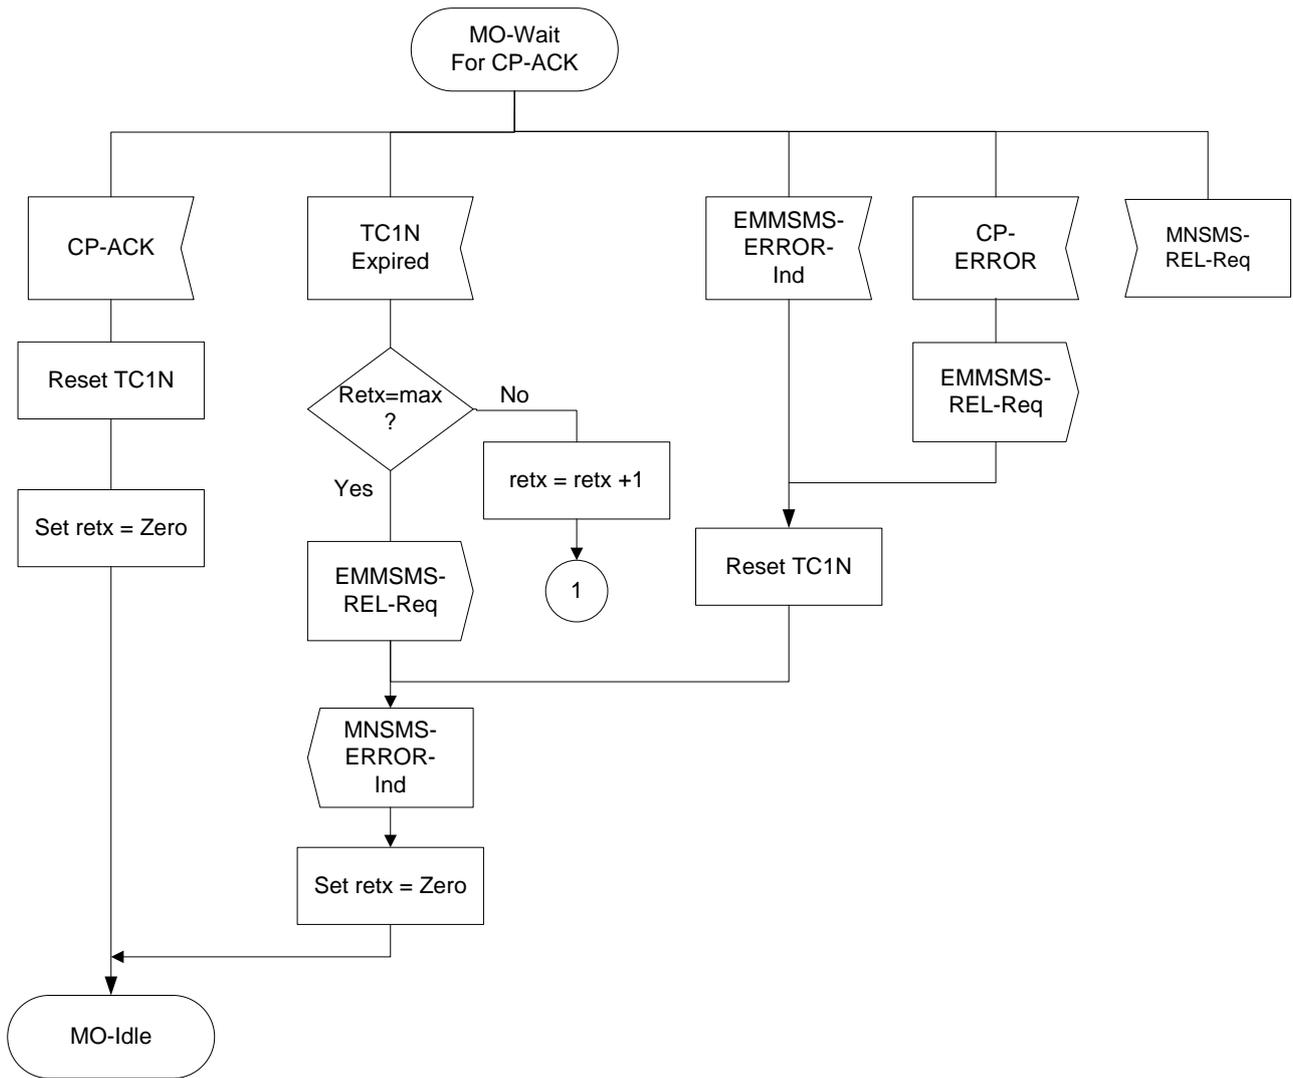 MO-Wait
For CP-ACK
CP-ACK
TC1N
Expired
EMMSMS-
ERROR-
Ind
CP-
ERROR
MNSMS-
REL-Req
Reset TC1N
Retx=max
?
No
EMMSMS-
REL-Req
retx = retx +1
Yes
Set retx = Zero
Reset TC1N
EMMSMS-
REL-Req
1
MNSMS-
ERROR-
Ind
Set retx = Zero
MO-Idle